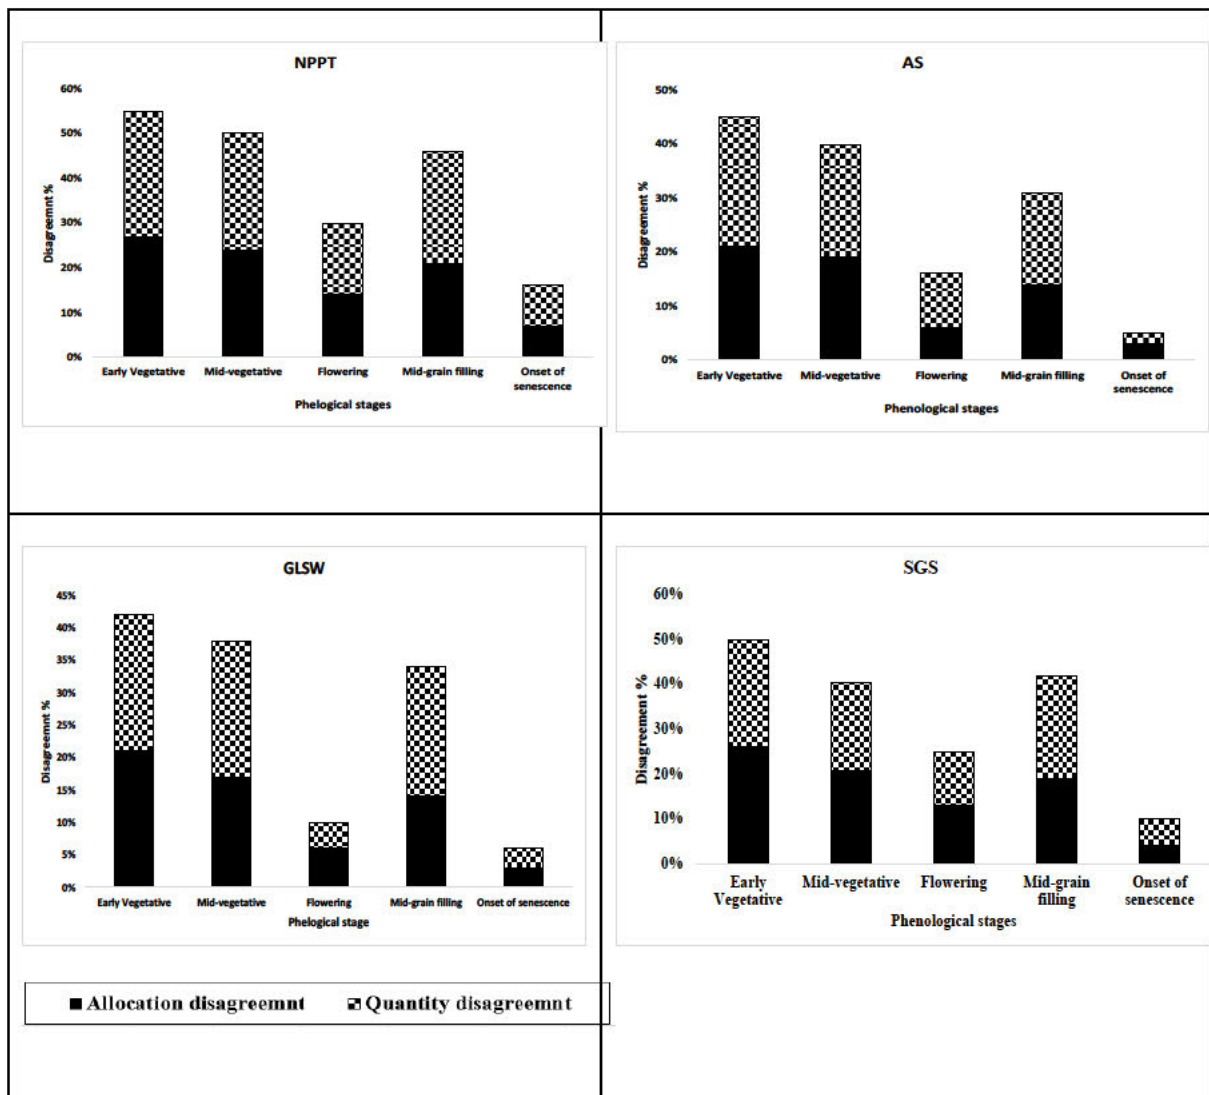 NPPT
60%
50%
40%
30%
20%
10%
0%
Disagreemnt %
Early Vegetative Mid-vegetative Flowering Mid-grain filling Onset of
senescence
Phelogical stages
AS
50%
40%
30%
20%
10%
0%
Disagreement %
Early Vegetative Mid-vegetative Flowering Mid-grain filling Onset of
senescence
Phenological stages
GLSW
45%
40%
35%
30%
25%
20%
15%
10%
5%
0%
Disagreemnt %
Early Vegetative Mid-vegetative Flowering Mid-grain filling Onset of senescence
Phelogical stage
SGS
60%
50%
40%
30%
20%
10%
0%
Disagreement %
Early Mid-vegetative Flowering Mid-grain Onset of
Vegetative filling senescence
Phenological stages
Allocation disagreemnt Quantity disagreemnt